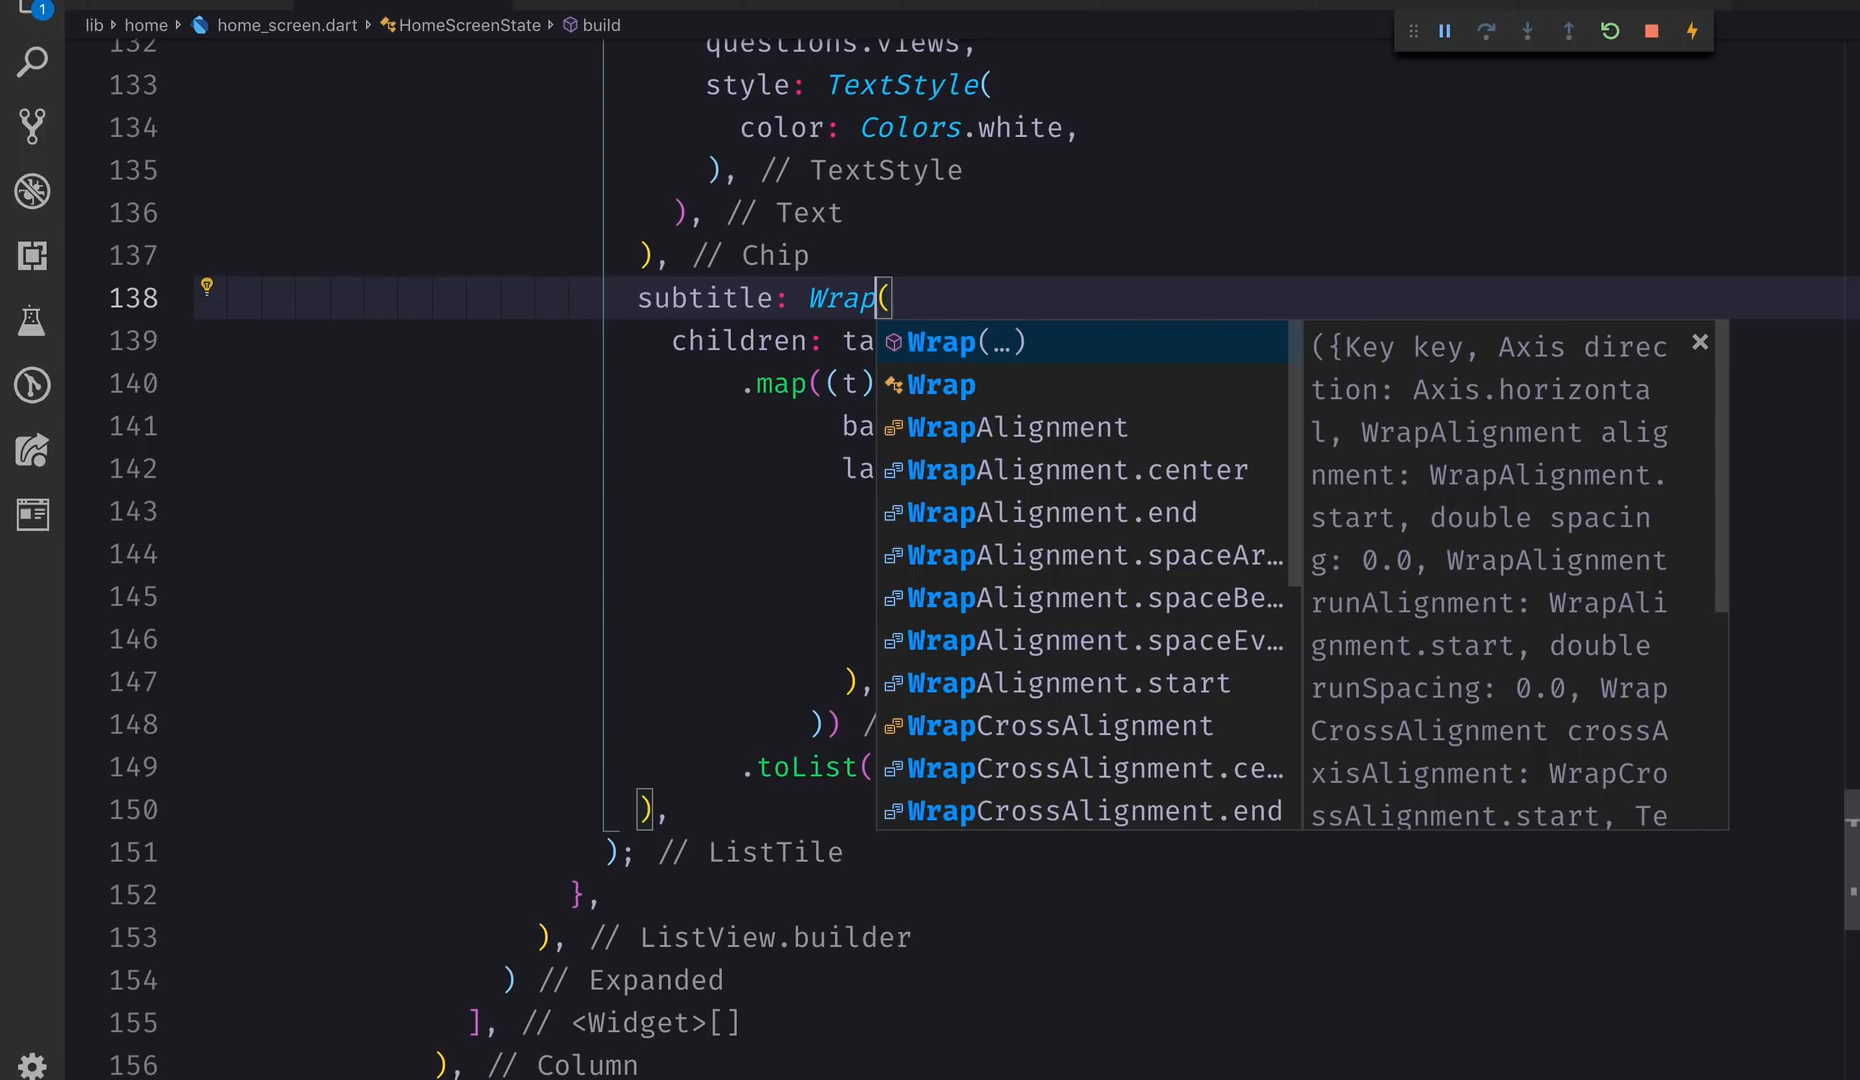 1
lib › home › home_screen.dart › HomeScreenState › build
132 questions.views,
133 style: TextStyle(
134 color: Colors.white,
135 ), // TextStyle
136 ), // Text
137 ), // Chip
138 subtitle: Wrap(
139 children: ta
140 .map((t)
141 ba
142 la
143
144
145
146
147 ),
148 )) /
149 .toList(
150 ),
151 ); // ListTile
152 },
153 ), // ListView.builder
154 ) // Expanded
155 ], // <Widget>[]
156 ), // Column
Wrap(…)
Wrap
WrapAlignment
WrapAlignment.center
WrapAlignment.end
WrapAlignment.spaceAr…
WrapAlignment.spaceBe…
WrapAlignment.spaceEv…
WrapAlignment.start
WrapCrossAlignment
WrapCrossAlignment.ce…
WrapCrossAlignment.end
({Key key, Axis direc
tion: Axis.horizonta
l, WrapAlignment alig
nment: WrapAlignment.
start, double spacin
g: 0.0, WrapAlignment
runAlignment: WrapAli
gnment.start, double
runSpacing: 0.0, Wrap
CrossAlignment crossA
xisAlignment: WrapCro
ssAlignment.start, Te